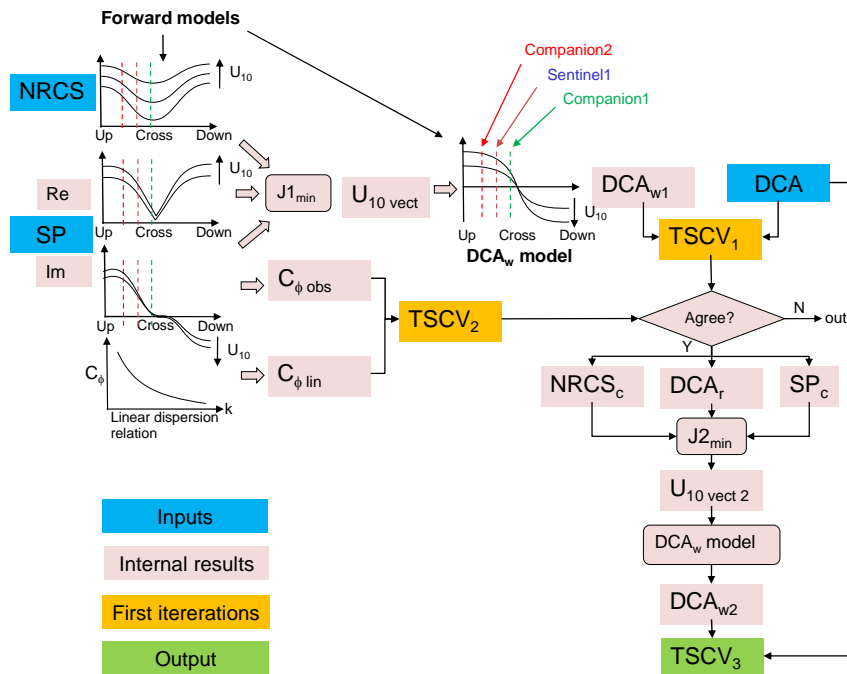 Forward models
NRCS
U10
Up Cross Down
Companion2
Sentinel1
Companion1
U10
Up Cross Down
DCAw model
Re
SP
Im
U10
Up Cross Down
J1min
U10 vect
DCAw1
DCA
TSCV1
Up Cross Down
U10
Cϕ obs
Cϕ lin
TSCV2
Agree?
N
out
Y
Cϕ
k
Linear dispersion
relation
NRCSc
DCAr
SPc
J2min
U10 vect 2
DCAw model
DCAw2
TSCV3
Inputs
Internal results
First itererations
Output